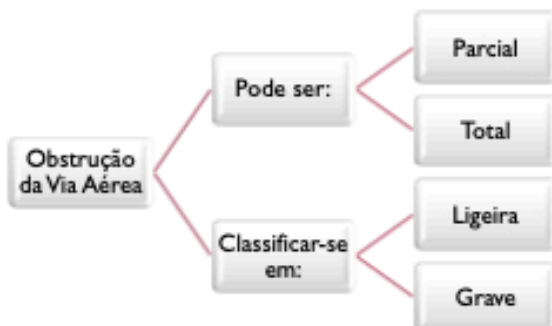 Obstrução
da Via Aérea
Pode ser:
Parcial
Total
Classificar-se
em:
Ligeira
Grave